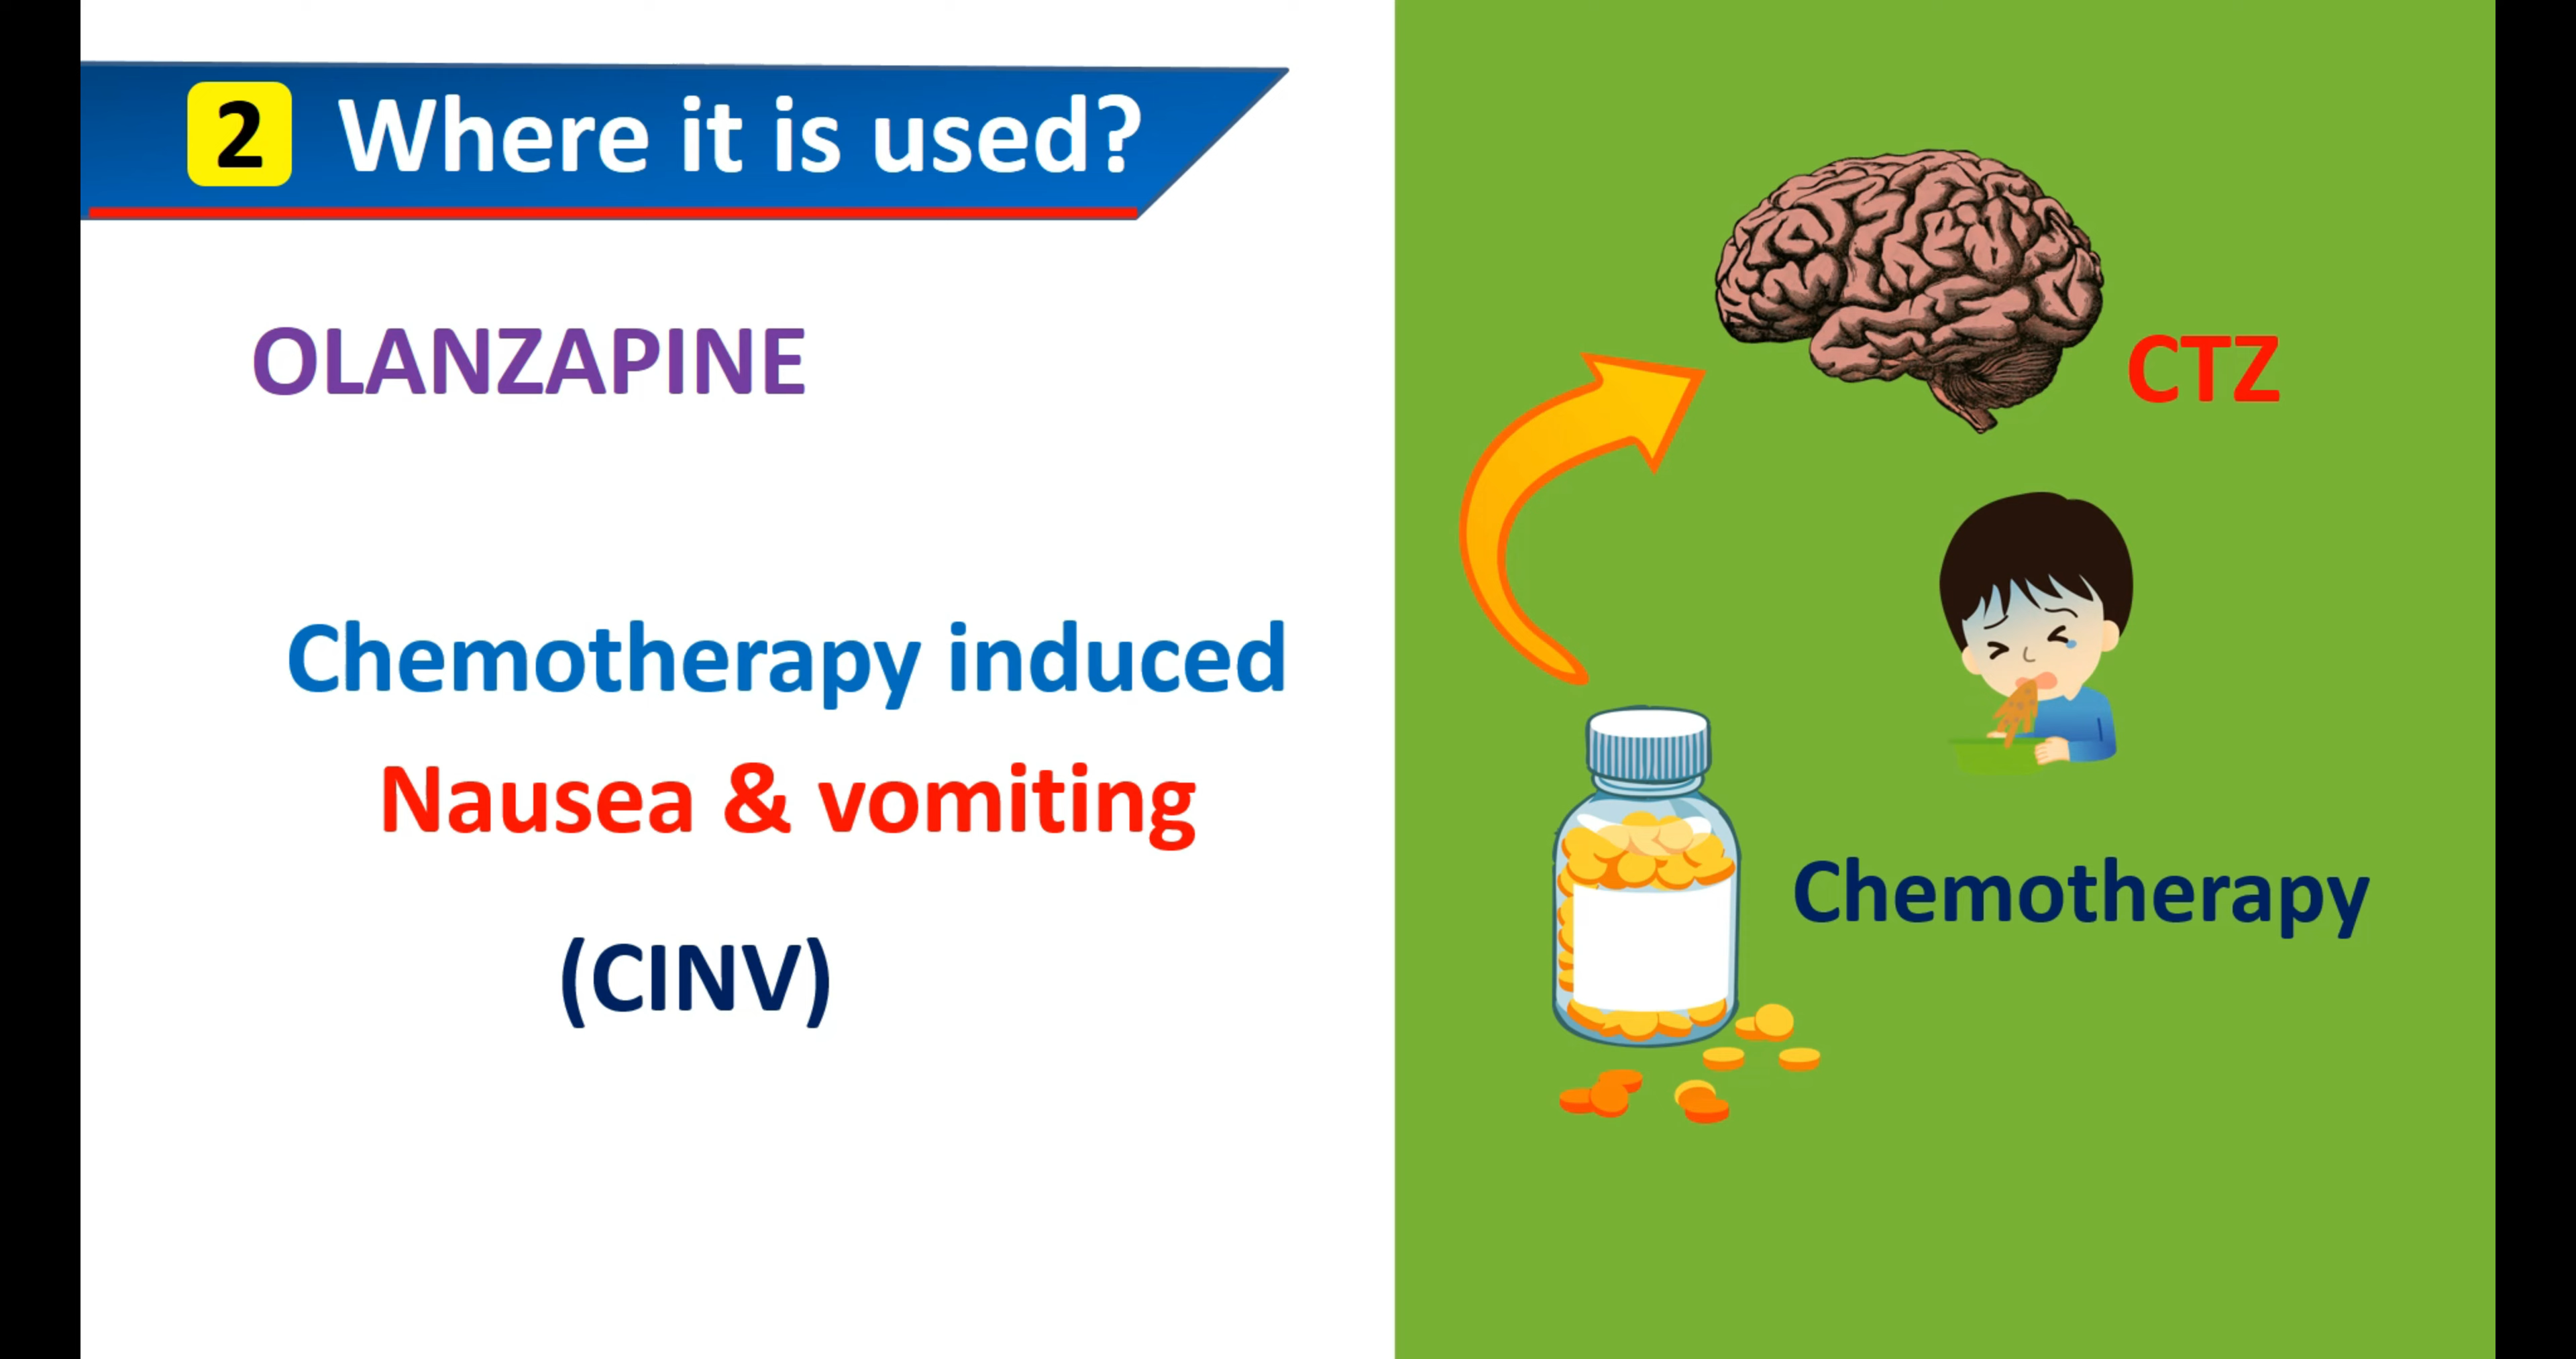 2 Where it is used?
OLANZAPINE
Chemotherapy induced
Nausea & vomiting
(CINV)
CTZ
Chemotherapy